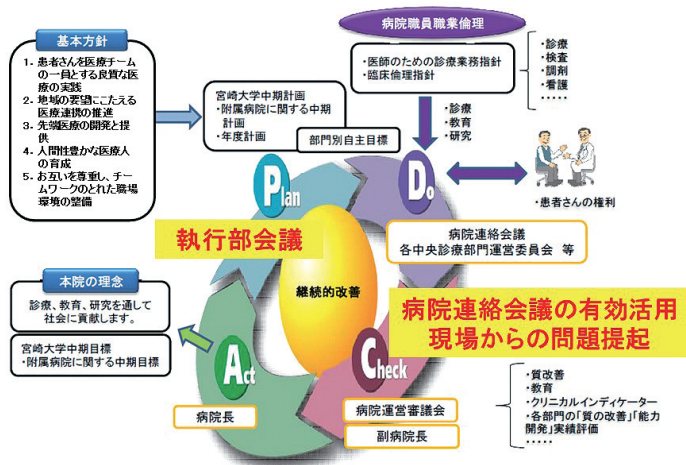 基本方針
1. 患者さんを医療チーム
の一員とする良質な医
療の実践
2. 地域の要望にこたえる
医療連携の推進
3. 先端医療の開発と提
供
4. 人間性豊かな医療人
の育成
5. お互いを尊重し、チー
ムワークのとれた職場
環境の整備
宮崎大学中期計画
・附属病院に関する中期
計画
・年度計画
部門別自主目標
病院職員職業倫理
・医師のための診療業務指針
・臨床倫理指針
・診療
・検査
・調剤
・看護
・・・・・
・診療
・教育
・研究
・患者さんの権利
Plan
Do
執行部会議
病院連絡会議
各中央診療部門運営委員会 等
継続的改善
本院の理念
診療、教育、研究を通して
社会に貢献します。
宮崎大学中期目標
・附属病院に関する中期目標
病院連絡会議の有効活用
現場からの問題提起
Act
Check
病院長
病院運営審議会
副病院長
・質改善
・教育
・クリニカルインディケーター
・各部門の「質の改善」「能力
開発」実績評価
・・・・・